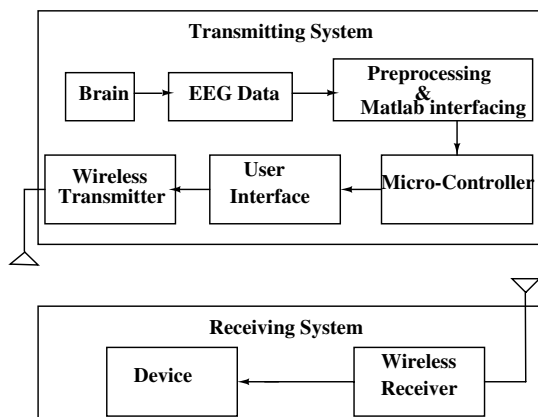 Transmitting System
Brain
EEG Data
Preprocessing
&
Matlab interfacing
Wireless
Transmitter
User
Interface
Micro-Controller
Receiving System
Device
Wireless
Receiver